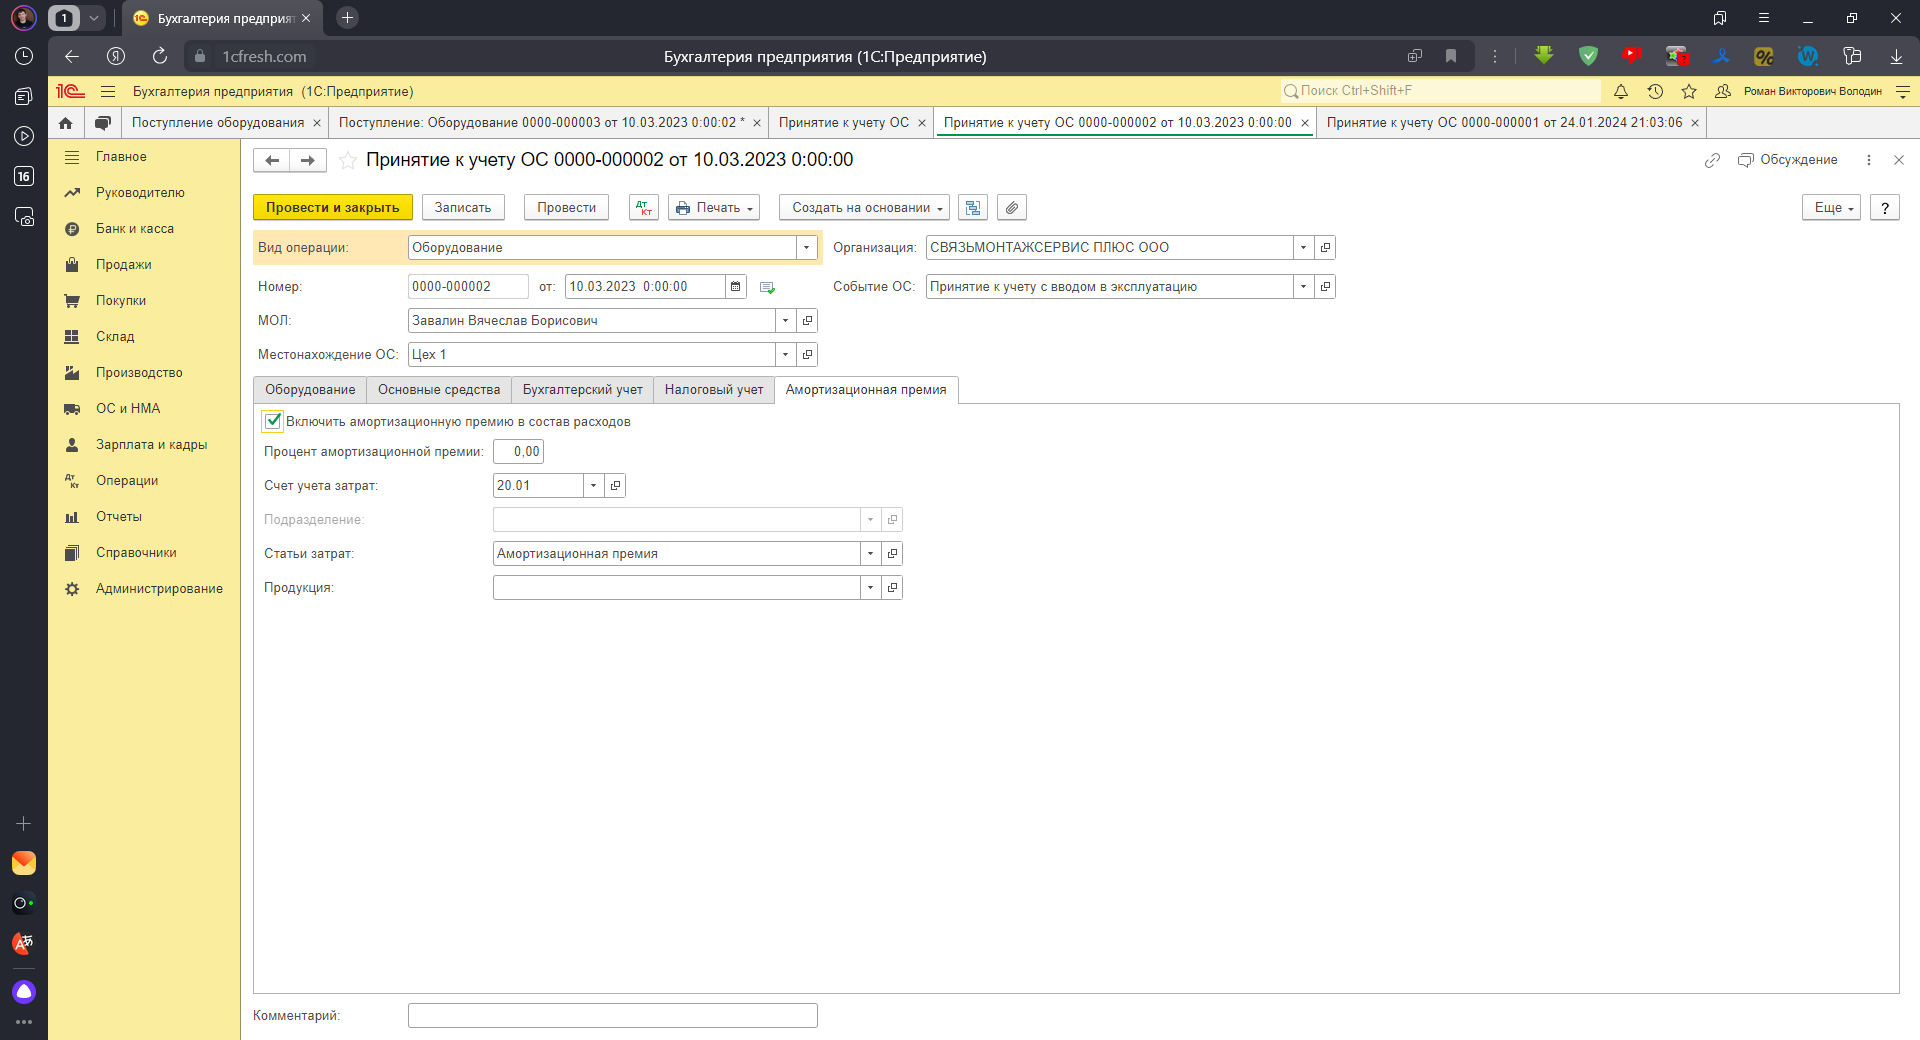 1
Бухгалтерия предприят
1cfresh.com
Бухгалтерия предприятия (1С:Предприятие)
Бухгалтерия предприятия (1С:Предприятие)
Поиск Ctrl+Shift+F
Роман Викторович Володин
Поступление оборудования
Поступление: Оборудование 0000-000003 от 10.03.2023 0:00:02 *
Принятие к учету ОС
Принятие к учету ОС 0000-000002 от 10.03.2023 0:00:00
Принятие к учету ОС 0000-000001 от 24.01.2024 21:03:06
16
Главное
Руководителю
Банк и касса
Продажи
Покупки
Склад
Производство
ОС и НМА
Зарплата и кадры
Операции
Отчеты
Справочники
Администрирование
Принятие к учету ОС 0000-000002 от 10.03.2023 0:00:00
Обсуждение
Провести и закрыть
Записать
Провести
Дт Кт
Печать
Создать на основании
Еще
?
Вид операции: Оборудование
Организация: СВЯЗЬМОНТАЖСЕРВИС ПЛЮС ООО
Номер: 0000-000002 от: 10.03.2023 0:00:00
Событие ОС: Принятие к учету с вводом в эксплуатацию
МОЛ: Завалин Вячеслав Борисович
Местонахождение ОС: Цех 1
Оборудование
Основные средства
Бухгалтерский учет
Налоговый учет
Амортизационная премия
Включить амортизационную премию в состав расходов
Процент амортизационной премии: 0,00
Счет учета затрат: 20.01
Подразделение:
Статьи затрат: Амортизационная премия
Продукция:
Комментарий: